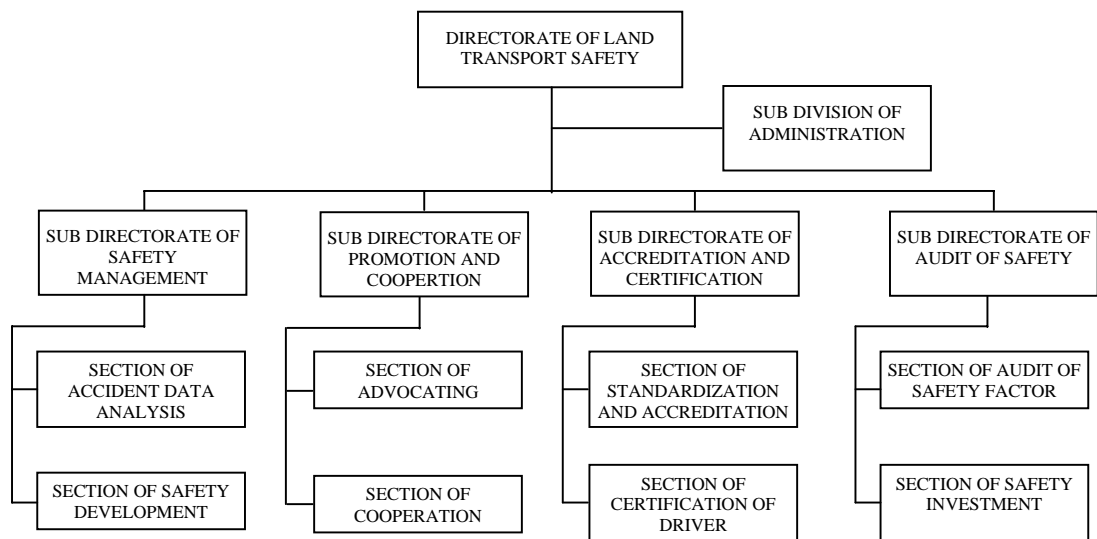 DIRECTORATE OF LAND
TRANSPORT SAFETY
SUB DIVISION OF
ADMINISTRATION
SUB DIRECTORATE OF
SAFETY
MANAGEMENT
SUB DIRECTORATE OF
PROMOTION AND
COOPERTION
SUB DIRECTORATE OF
ACCREDITATION AND
CERTIFICATION
SUB DIRECTORATE OF
AUDIT OF SAFETY
SECTION OF
ACCIDENT DATA
ANALYSIS
SECTION OF
ADVOCATING
SECTION OF
STANDARDIZATION
AND ACCREDITATION
SECTION OF AUDIT OF
SAFETY FACTOR
SECTION OF SAFETY
DEVELOPMENT
SECTION OF
COOPERATION
SECTION OF
CERTIFICATION OF
DRIVER
SECTION OF SAFETY
INVESTMENT